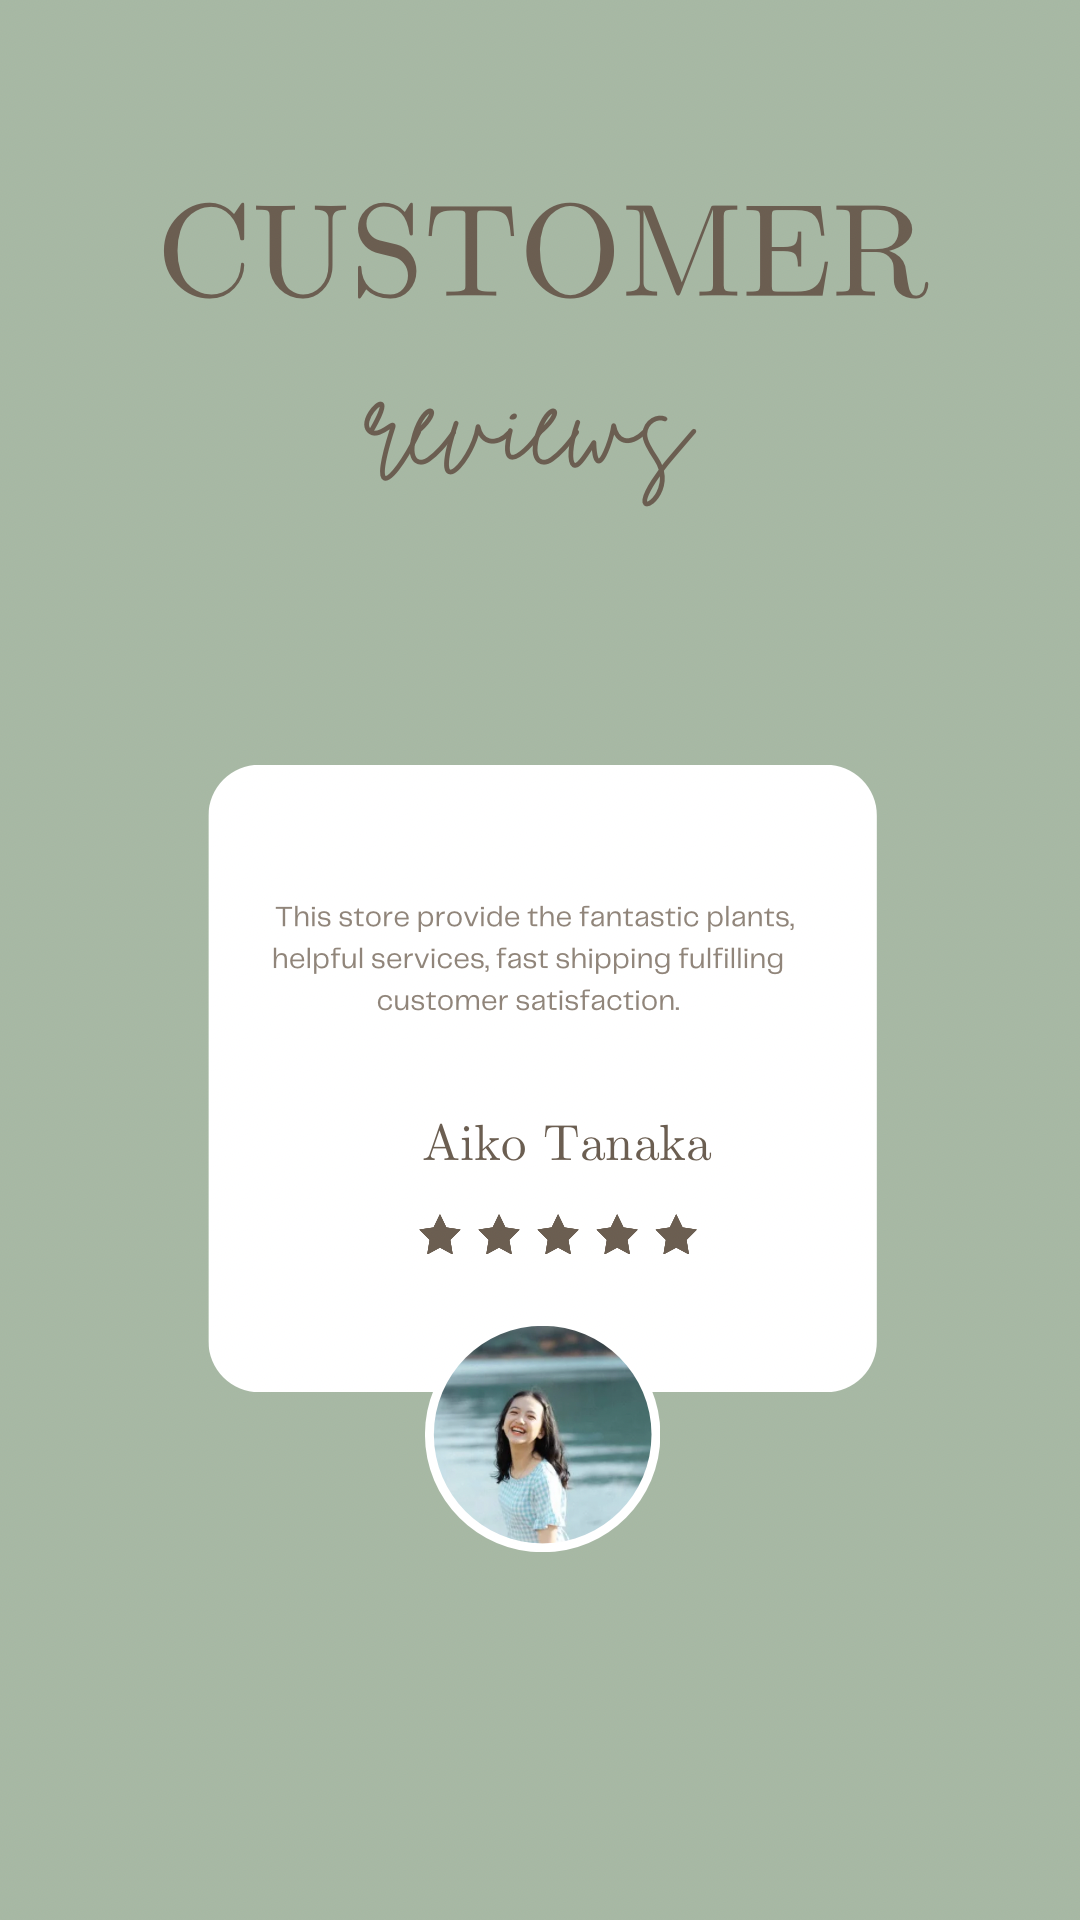 CUSTOMER
reviews
This store provide the fantastic plants,
helpful services, fast shipping fulfilling
customer satisfaction.
Aiko Tanaka